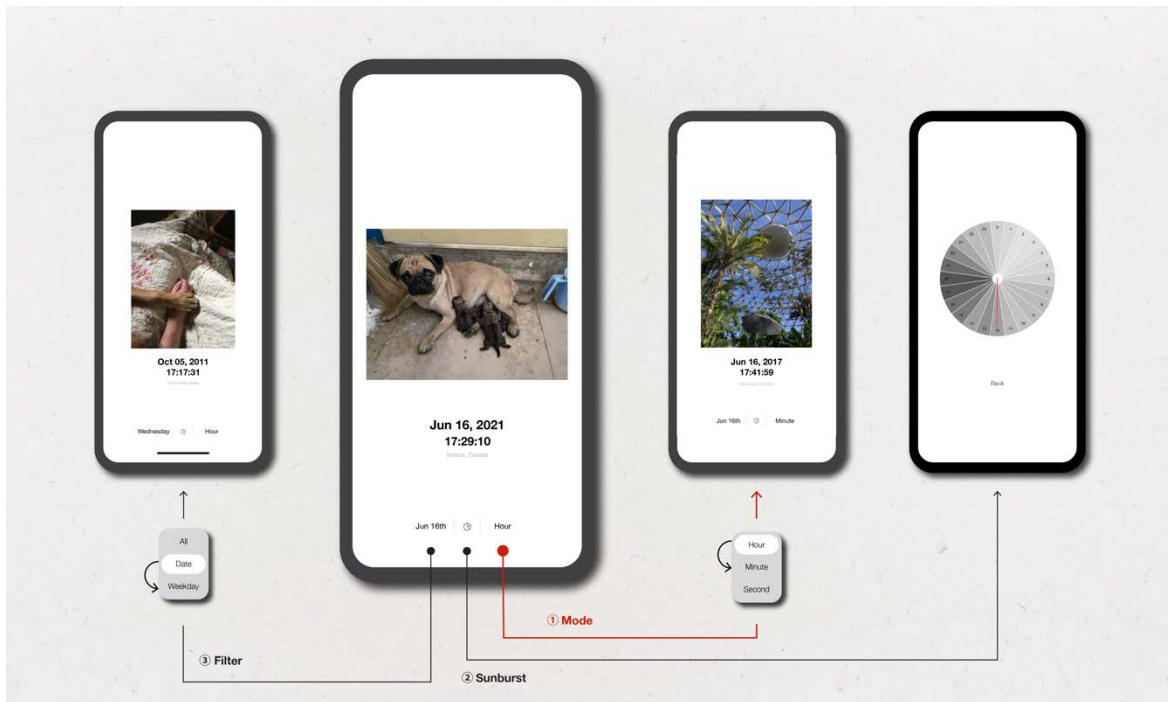 Oct 05, 2011
17:17:31
Wednesday
Hour
All
Date
Weekday
③ Filter
Jun 16, 2021
17:29:10
Toronto, Canada
Jun 16th
Hour
① Mode
② Sunburst
Jun 16, 2017
17:41:59
Vancouver, Canada
Jun 16th
Minute
Hour
Minute
Second
Back